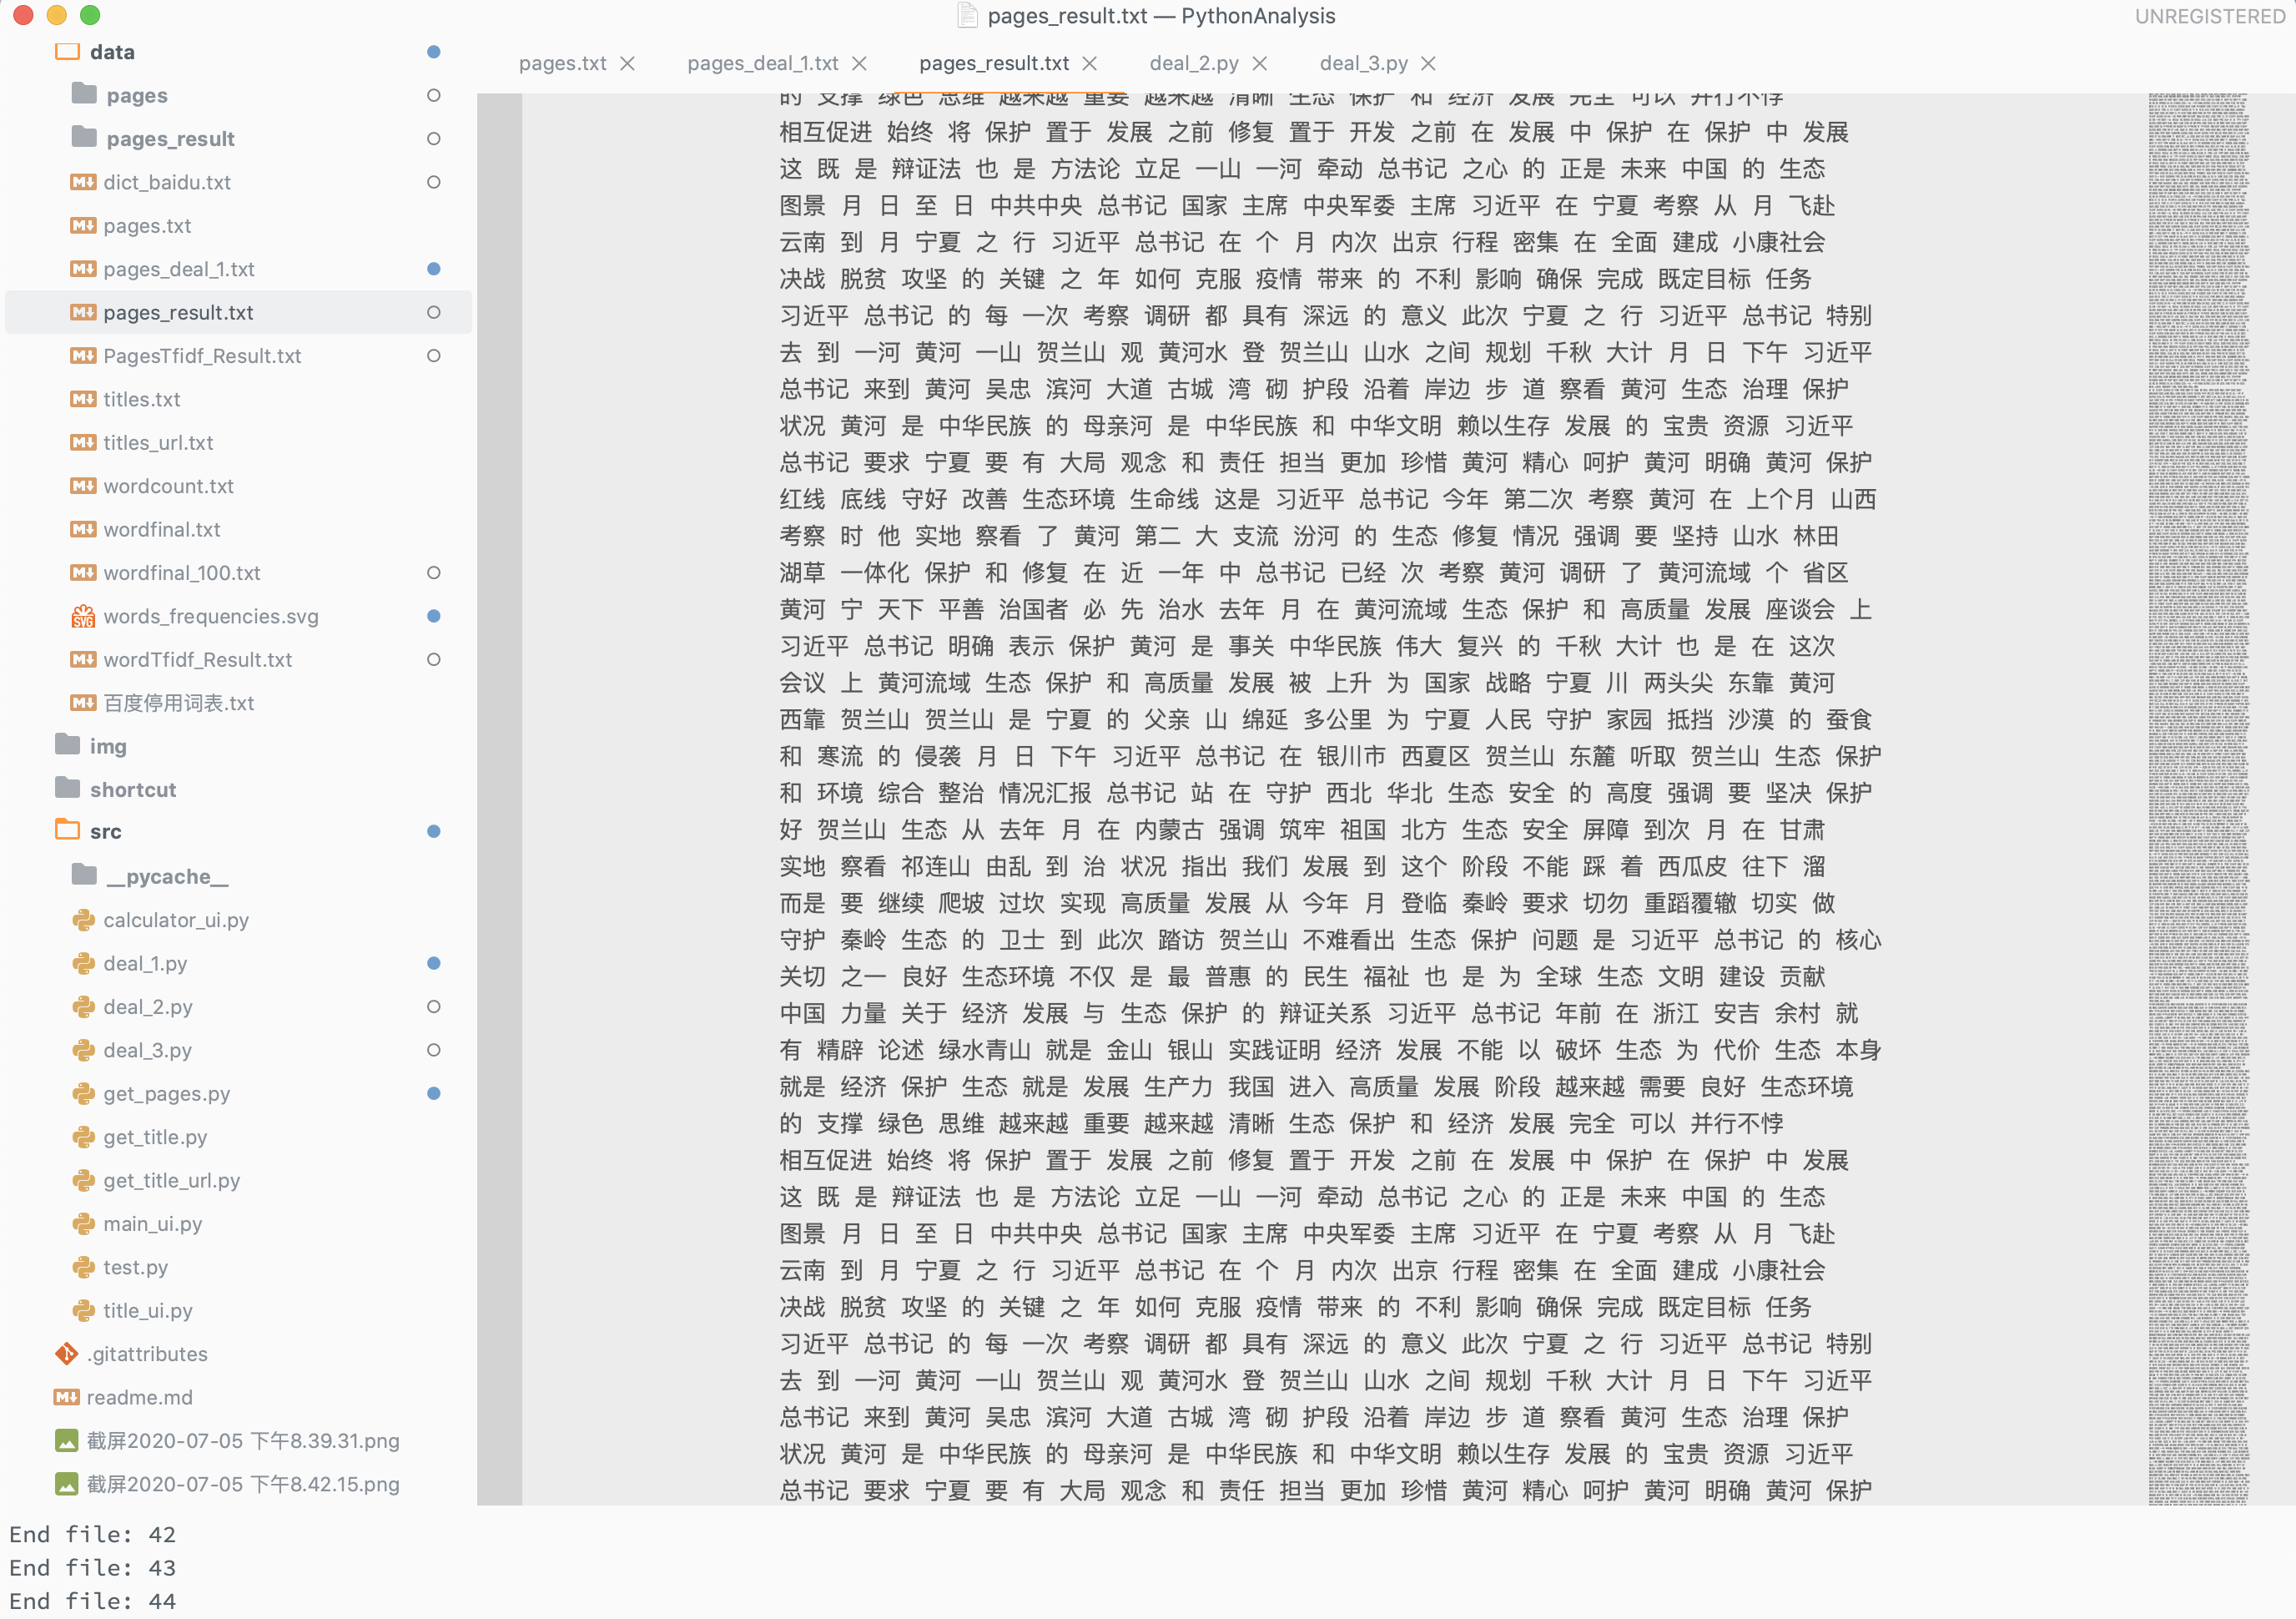 pages_result.txt — PythonAnalysis
UNREGISTERED
data
pages
pages_result
dict_baidu.txt
pages.txt
pages_deal_1.txt
pages_result.txt
PagesTfidf_Result.txt
titles.txt
titles_url.txt
wordcount.txt
wordfinal.txt
wordfinal_100.txt
words_frequencies.svg
wordTfidf_Result.txt
百度停用词表.txt
img
shortcut
src
__pycache__
calculator_ui.py
deal_1.py
deal_2.py
deal_3.py
get_pages.py
get_title.py
get_title_url.py
main_ui.py
test.py
title_ui.py
.gitattributes
readme.md
截屏2020-07-05 下午8.39.31.png
截屏2020-07-05 下午8.42.15.png
pages.txt pages_deal_1.txt pages_result.txt deal_2.py deal_3.py
的 支撑 绿色 思维 越来越 重要 越来越 清晰 生态 保护 和 经济 发展 完全 可以 并行不悖
相互促进 始终 将 保护 置于 发展 之前 修复 置于 开发 之前 在 发展 中 保护 在 保护 中 发展
这 既 是 辩证法 也 是 方法论 立足 一山 一河 牵动 总书记 之心 的 正是 未来 中国 的 生态
图景 月 日 至 日 中共中央 总书记 国家 主席 中央军委 主席 习近平 在 宁夏 考察 从 月 飞赴
云南 到 月 宁夏 之 行 习近平 总书记 在 个 月 内次 出京 行程 密集 在 全面 建成 小康社会
决战 脱贫 攻坚 的 关键 之 年 如何 克服 疫情 带来 的 不利 影响 确保 完成 既定目标 任务
习近平 总书记 的 每 一次 考察 调研 都 具有 深远 的 意义 此次 宁夏 之 行 习近平 总书记 特别
去 到 一河 黄河 一山 贺兰山 观 黄河水 登 贺兰山 山水 之间 规划 千秋 大计 月 日 下午 习近平
总书记 来到 黄河 吴忠 滨河 大道 古城 湾 砌 护段 沿着 岸边 步 道 察看 黄河 生态 治理 保护
状况 黄河 是 中华民族 的 母亲河 是 中华民族 和 中华文明 赖以生存 发展 的 宝贵 资源 习近平
总书记 要求 宁夏 要 有 大局 观念 和 责任 担当 更加 珍惜 黄河 精心 呵护 黄河 明确 黄河 保护
红线 底线 守好 改善 生态环境 生命线 这是 习近平 总书记 今年 第二次 考察 黄河 在 上个月 山西
考察 时 他 实地 察看 了 黄河 第二 大 支流 汾河 的 生态 修复 情况 强调 要 坚持 山水 林田
湖草 一体化 保护 和 修复 在 近 一年 中 总书记 已经 次 考察 黄河 调研 了 黄河流域 个 省区
黄河 宁 天下 平善 治国者 必 先 治水 去年 月 在 黄河流域 生态 保护 和 高质量 发展 座谈会 上
习近平 总书记 明确 表示 保护 黄河 是 事关 中华民族 伟大 复兴 的 千秋 大计 也 是 在 这次
会议 上 黄河流域 生态 保护 和 高质量 发展 被 上升 为 国家 战略 宁夏 川 两头尖 东靠 黄河
西靠 贺兰山 贺兰山 是 宁夏 的 父亲 山 绵延 多公里 为 宁夏 人民 守护 家园 抵挡 沙漠 的 蚕食
和 寒流 的 侵袭 月 日 下午 习近平 总书记 在 银川市 西夏区 贺兰山 东麓 听取 贺兰山 生态 保护
和 环境 综合 整治 情况汇报 总书记 站 在 守护 西北 华北 生态 安全 的 高度 强调 要 坚决 保护
好 贺兰山 生态 从 去年 月 在 内蒙古 强调 筑牢 祖国 北方 生态 安全 屏障 到次 月 在 甘肃
实地 察看 祁连山 由乱 到 治 状况 指出 我们 发展 到 这个 阶段 不能 踩 着 西瓜皮 往下 溜
而是 要 继续 爬坡 过坎 实现 高质量 发展 从 今年 月 登临 秦岭 要求 切勿 重蹈覆辙 切实 做
守护 秦岭 生态 的 卫士 到 此次 踏访 贺兰山 不难看出 生态 保护 问题 是 习近平 总书记 的 核心
关切 之一 良好 生态环境 不仅 是 最 普惠 的 民生 福祉 也 是 为 全球 生态 文明 建设 贡献
中国 力量 关于 经济 发展 与 生态 保护 的 辩证关系 习近平 总书记 年前 在 浙江 安吉 余村 就
有 精辟 论述 绿水青山 就是 金山 银山 实践证明 经济 发展 不能 以 破坏 生态 为 代价 生态 本身
就是 经济 保护 生态 就是 发展 生产力 我国 进入 高质量 发展 阶段 越来越 需要 良好 生态环境
的 支撑 绿色 思维 越来越 重要 越来越 清晰 生态 保护 和 经济 发展 完全 可以 并行不悖
相互促进 始终 将 保护 置于 发展 之前 修复 置于 开发 之前 在 发展 中 保护 在 保护 中 发展
这 既 是 辩证法 也 是 方法论 立足 一山 一河 牵动 总书记 之心 的 正是 未来 中国 的 生态
图景 月 日 至 日 中共中央 总书记 国家 主席 中央军委 主席 习近平 在 宁夏 考察 从 月 飞赴
云南 到 月 宁夏 之 行 习近平 总书记 在 个 月 内次 出京 行程 密集 在 全面 建成 小康社会
决战 脱贫 攻坚 的 关键 之 年 如何 克服 疫情 带来 的 不利 影响 确保 完成 既定目标 任务
习近平 总书记 的 每 一次 考察 调研 都 具有 深远 的 意义 此次 宁夏 之 行 习近平 总书记 特别
去 到 一河 黄河 一山 贺兰山 观 黄河水 登 贺兰山 山水 之间 规划 千秋 大计 月 日 下午 习近平
总书记 来到 黄河 吴忠 滨河 大道 古城 湾 砌 护段 沿着 岸边 步 道 察看 黄河 生态 治理 保护
状况 黄河 是 中华民族 的 母亲河 是 中华民族 和 中华文明 赖以生存 发展 的 宝贵 资源 习近平
总书记 要求 宁夏 要 有 大局 观念 和 责任 担当 更加 珍惜 黄河 精心 呵护 黄河 明确 黄河 保护
End file: 42
End file: 43
End file: 44